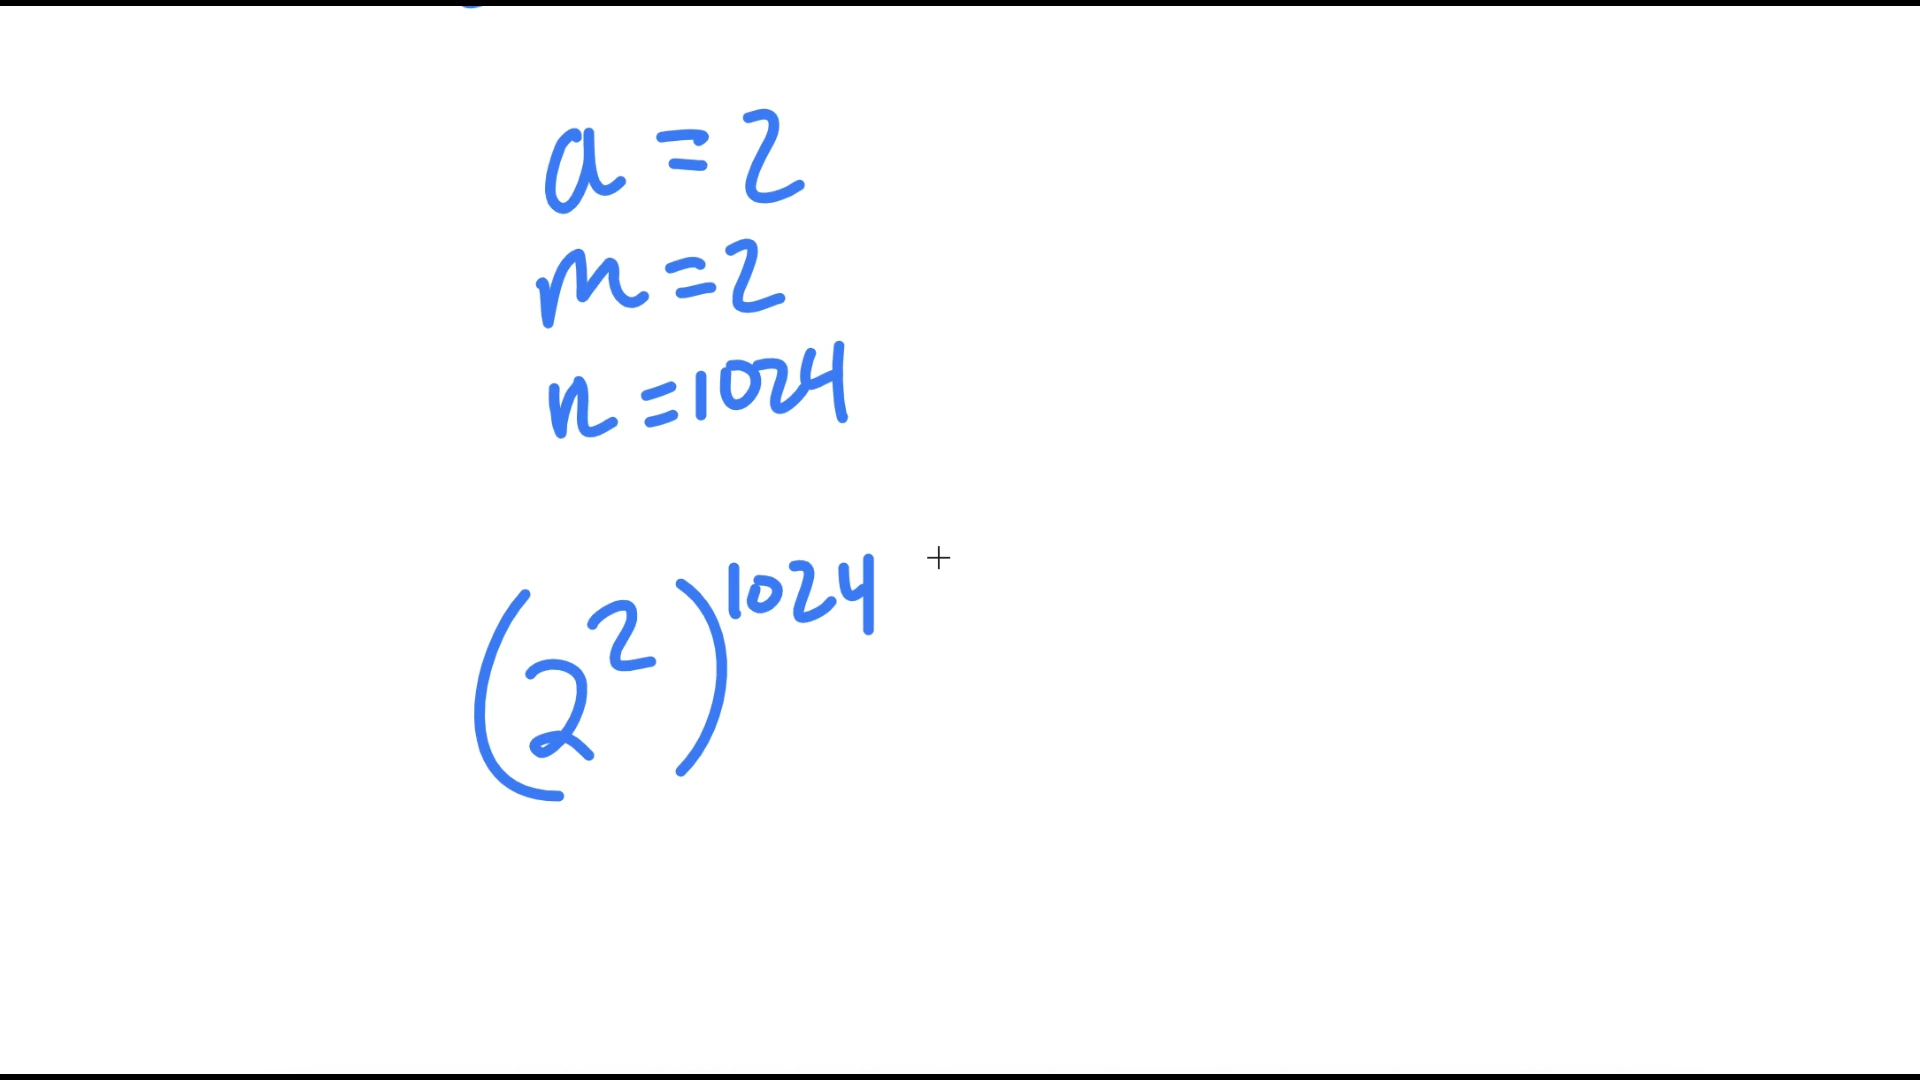 a = 2
m = 2
n = 1024
(2²)¹⁰²⁴